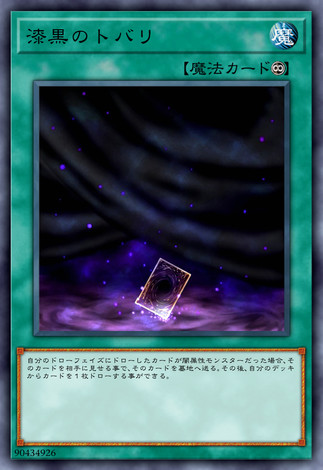 漆黒のトバリ
魔
【魔法カード∞】
自分のドローフェイズにドローしたカードが闇属性モンスターだった場合、そ
のカードを相手に見せる事で、そのカードを墓地へ送る。その後、自分のデッキ
からカードを1枚ドローする事ができる。
90434926